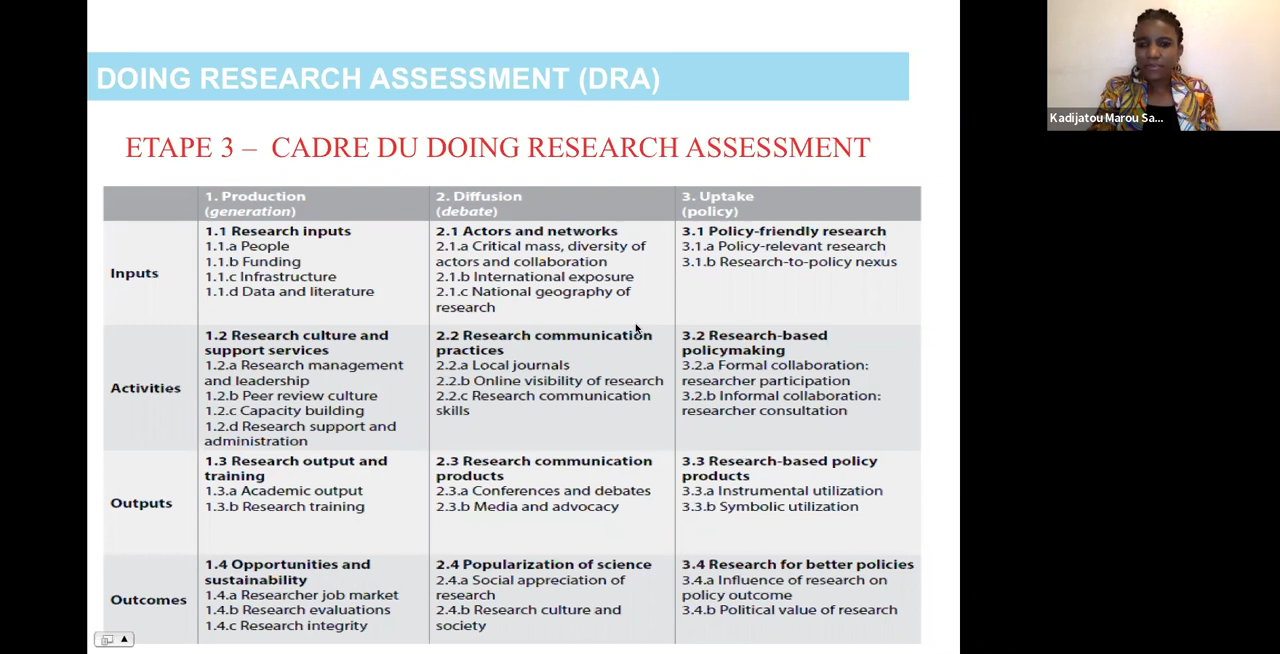 DOING RESEARCH ASSESSMENT (DRA)
Kadijatou Marou Sa...
ETAPE 3 – CADRE DU DOING RESEARCH ASSESSMENT
1. Production
(generation)
2. Diffusion
(debate)
3. Uptake
(policy)
Inputs
1.1 Research inputs
1.1.a People
1.1.b Funding
1.1.c Infrastructure
1.1.d Data and literature
2.1 Actors and networks
2.1.a Critical mass, diversity of
actors and collaboration
2.1.b International exposure
2.1.c National geography of
research
3.1 Policy-friendly research
3.1.a Policy-relevant research
3.1.b Research-to-policy nexus
Activities
1.2 Research culture and
support services
1.2.a Research management
and leadership
1.2.b Peer review culture
1.2.c Capacity building
1.2.d Research support and
administration
2.2 Research communication
practices
2.2.a Local journals
2.2.b Online visibility of research
2.2.c Research communication
skills
3.2 Research-based
policymaking
3.2.a Formal collaboration:
researcher participation
3.2.b Informal collaboration:
researcher consultation
Outputs
1.3 Research output and
training
1.3.a Academic output
1.3.b Research training
2.3 Research communication
products
2.3.a Conferences and debates
2.3.b Media and advocacy
3.3 Research-based policy
products
3.3.a Instrumental utilization
3.3.b Symbolic utilization
Outcomes
1.4 Opportunities and
sustainability
1.4.a Researcher job market
1.4.b Research evaluations
1.4.c Research integrity
2.4 Popularization of science
2.4.a Social appreciation of
research
2.4.b Research culture and
society
3.4 Research for better policies
3.4.a Influence of research on
policy outcome
3.4.b Political value of research